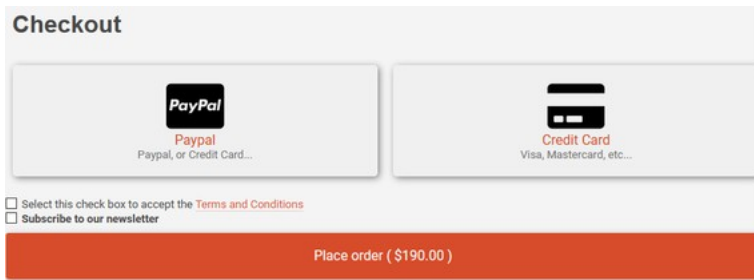 Checkout
PayPal
Paypal
Paypal, or Credit Card...
Credit Card
Visa, Mastercard, etc...
Select this check box to accept the Terms and Conditions
Subscribe to our newsletter
Place order ( $190.00 )